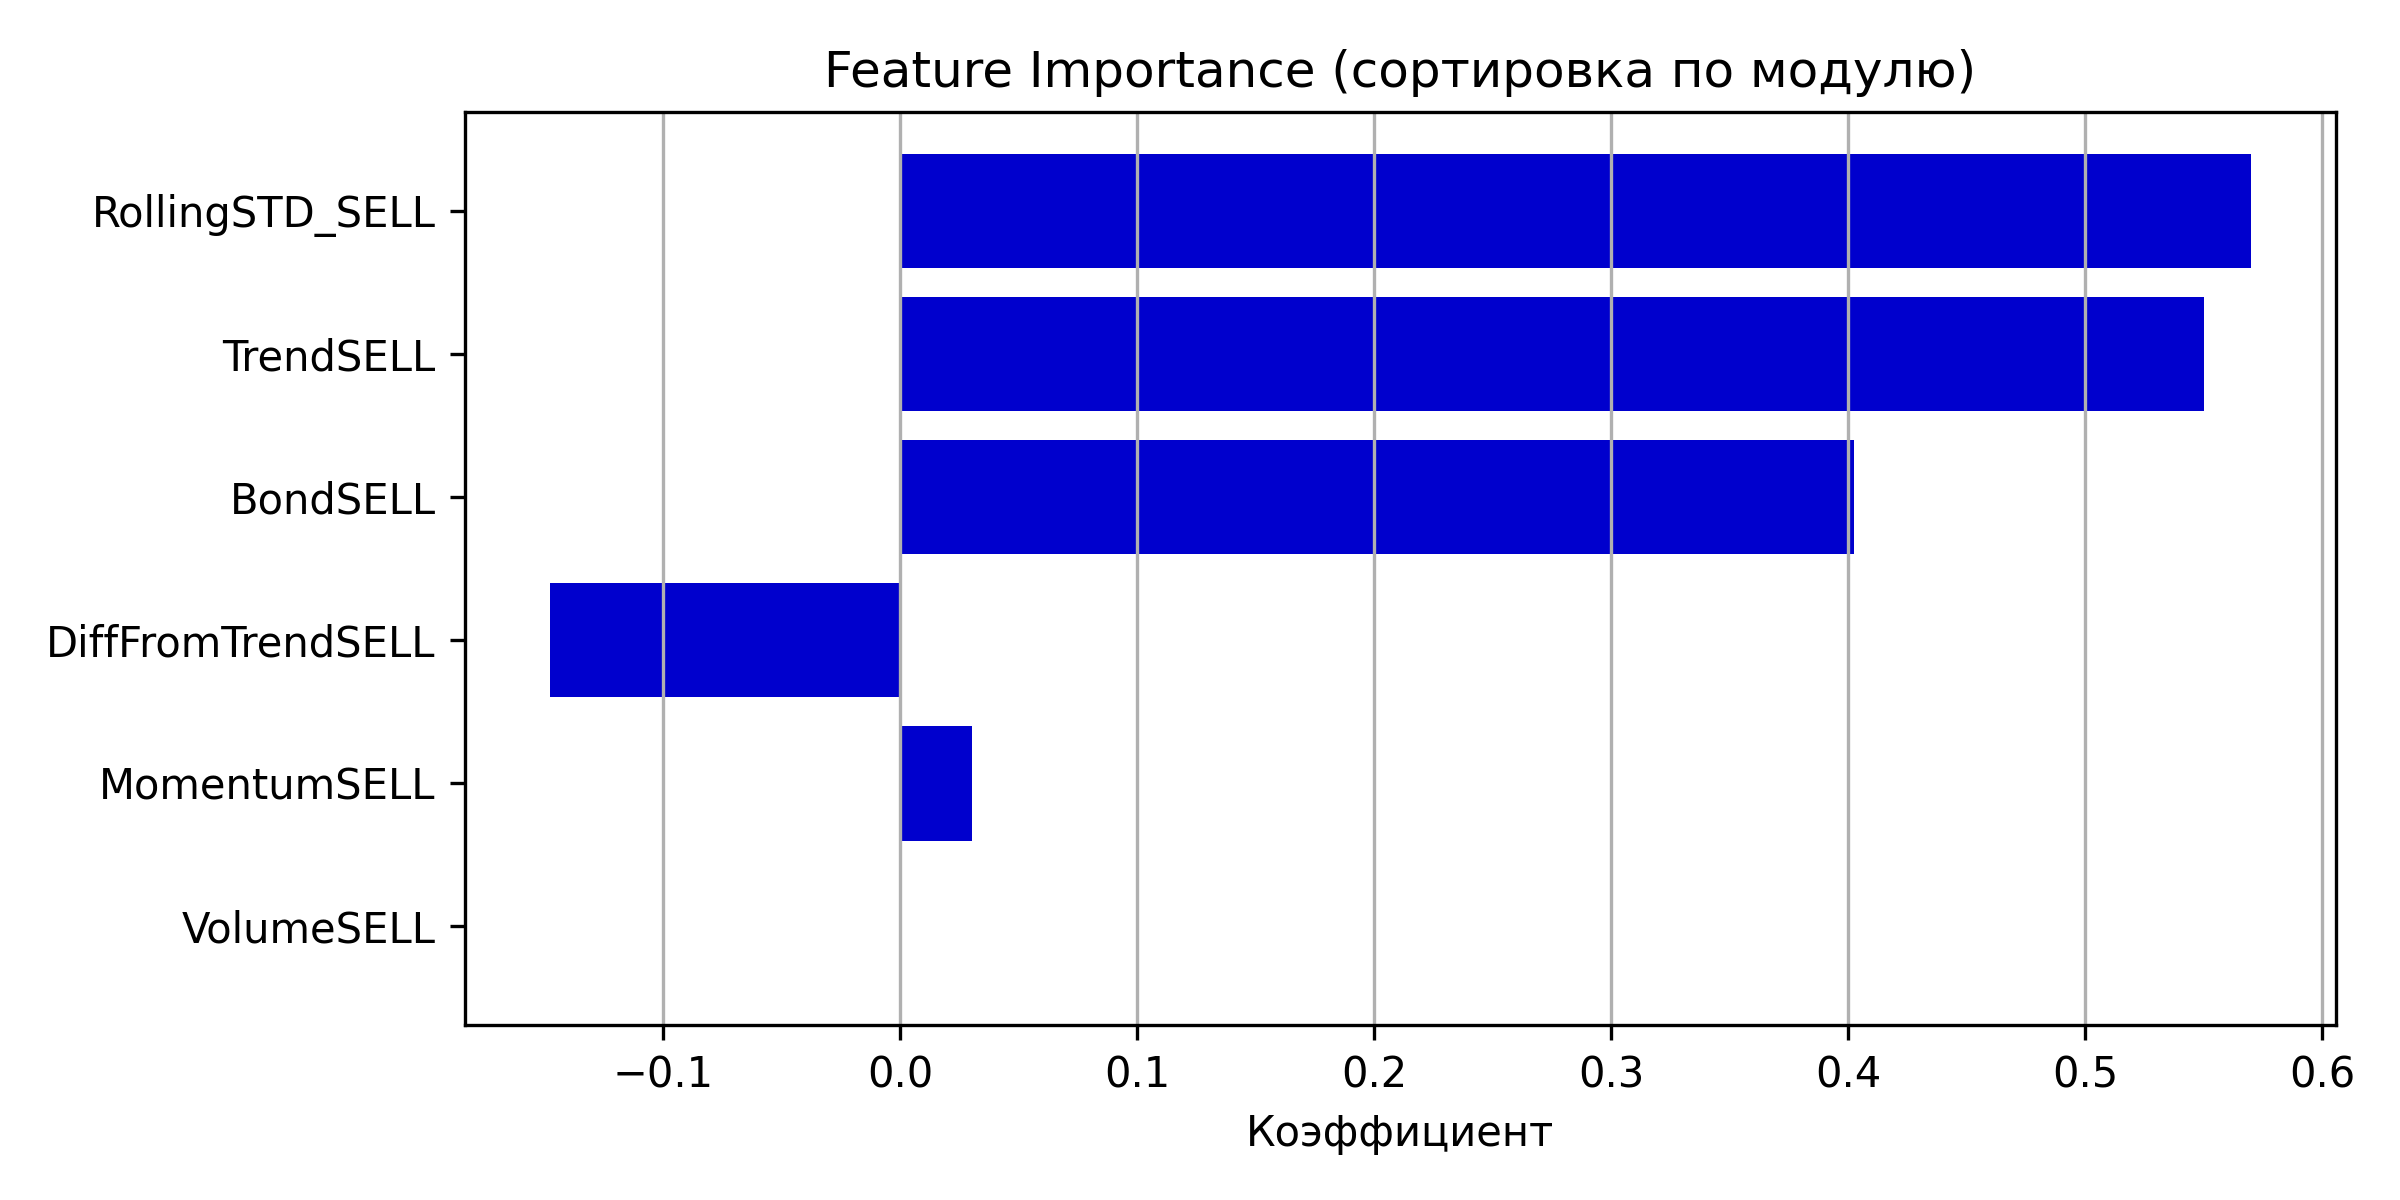 Feature Importance (сортировка по модулю)
RollingSTD_SELL
TrendSELL
BondSELL
DiffFromTrendSELL
MomentumSELL
VolumeSELL
−0.1 0.0 0.1 0.2 0.3 0.4 0.5 0.6
Коэффициент